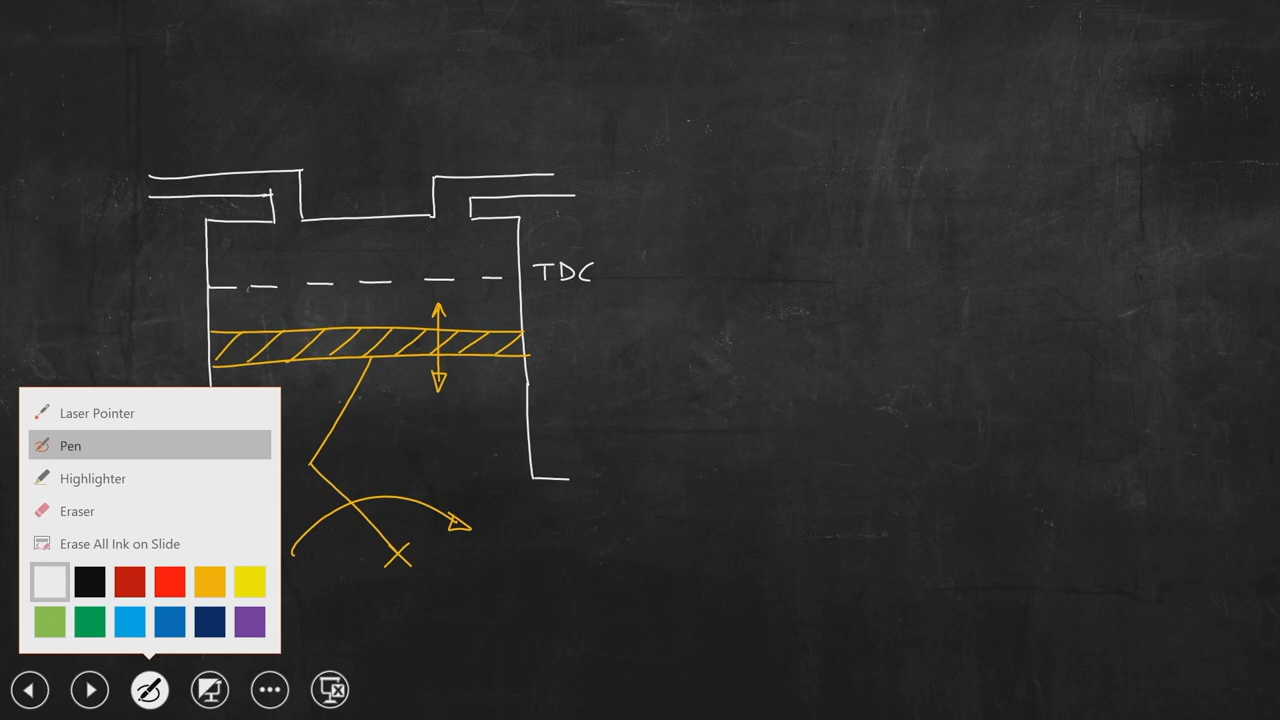 TDC
Laser Pointer
Pen
Highlighter
Eraser
Erase All Ink on Slide